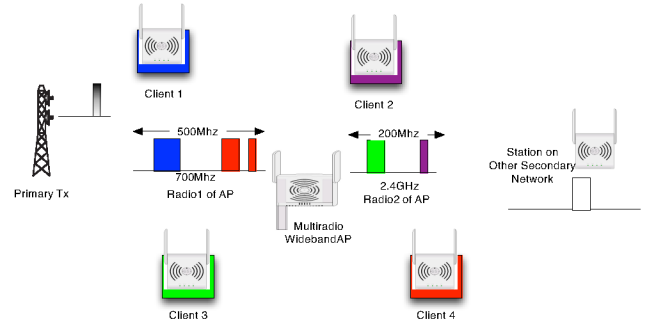 Client 1
Client 2
500Mhz
200Mhz
Station on
Other Secondary
Network
Primary Tx
700Mhz
Radio1 of AP
2.4GHz
Radio2 of AP
Multiradio
WidebandAP
Client 3
Client 4